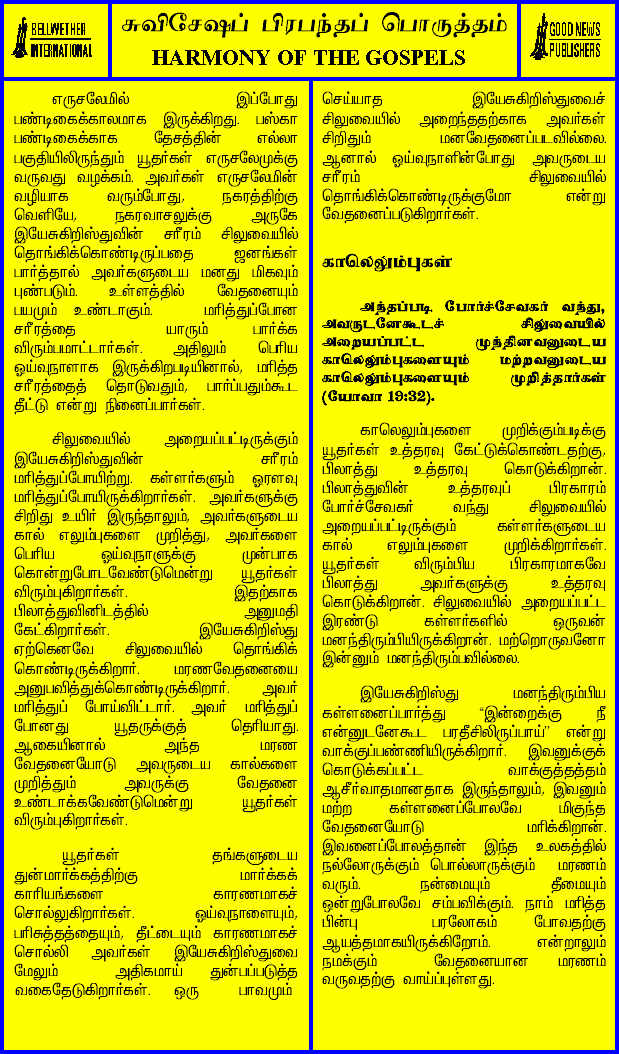 BELLWETHER
INTERNATIONAL
சுவிசேஷப் பிரபந்தப் பொருத்தம்
HARMONY OF THE GOSPELS
GOOD NEWS
PUBLISHERS
எருசலேமில் இப்போது
பண்டிகைக்காலமாக இருக்கிறது. பஸ்கா
பண்டிகைக்காக தேசத்தின் எல்லா
பகுதியிலிருந்தும் யூதர்கள் எருசலேமுக்கு
வருவது வழக்கம். அவர்கள் எருசலேமின்
வழியாக வரும்போது, நகரத்திற்கு
வெளியே, நகரவாசலுக்கு அருகே
இயேசுகிறிஸ்துவின் சரீரம் சிலுவையில்
தொங்கிக்கொண்டிருப்பதை ஜனங்கள்
பார்த்தால் அவர்களுடைய மனது மிகவும்
புண்படும். உள்ளத்தில் வேதனையும்
பயமும் உண்டாகும். மரித்துப்போன
சரீரத்தை யாரும் பார்க்க
விரும்பமாட்டார்கள். அதிலும் பெரிய
ஓய்வுநாளாக இருக்கிறபடியினால், மரித்த
சரீரத்தைத் தொடுவதும், பார்ப்பதும்கூட
தீட்டு என்று நினைப்பார்கள்.
சிலுவையில் அறையப்பட்டிருக்கும்
இயேசுகிறிஸ்துவின் சரீரம்
மரித்துப்போயிற்று. கள்ளர்களும் ஓரளவு
மரித்துப்போயிருக்கிறார்கள். அவர்களுக்கு
சிறிது உயிர் இருந்தாலும், அவர்களுடைய
கால் எலும்புகளை முறித்து, அவர்களை
பெரிய ஓய்வுநாளுக்கு முன்பாக
கொன்றுபோடவேண்டுமென்று யூதர்கள்
விரும்புகிறார்கள். இதற்காக
பிலாத்துவினிடத்தில் அனுமதி
கேட்கிறார்கள். இயேசுகிறிஸ்து
ஏற்கெனவே சிலுவையில் தொங்கிக்
கொண்டிருக்கிறார். மரணவேதனையை
அனுபவித்துக்கொண்டிருக்கிறார். அவர்
மரித்துப் போய்விட்டார். அவர் மரித்துப்
போனது யூதருக்குத் தெரியாது.
ஆகையினால் அந்த மரண
வேதனையோடு அவருடைய கால்களை
முறித்தும் அவருக்கு வேதனை
உண்டாக்கவேண்டுமென்று யூதர்கள்
விரும்புகிறார்கள்.
யூதர்கள் தங்களுடைய
துன்மார்க்கத்திற்கு மார்க்கக்
காரியங்களை காரணமாகச்
சொல்லுகிறார்கள். ஓய்வுநாளையும்,
பரிசுத்தத்தையும், தீட்டையும் காரணமாகச்
சொல்லி அவர்கள் இயேசுகிறிஸ்துவை
மேலும் அதிகமாய் துன்பப்படுத்த
வகைதேடுகிறார்கள். ஒரு பாவமும்
செய்யாத இயேசுகிறிஸ்துவைச்
சிலுவையில் அறைந்ததற்காக அவர்கள்
சிறிதும் மனவேதனைப்படவில்லை.
ஆனால் ஓய்வுநாளின்போது அவருடைய
சரீரம் சிலுவையில்
தொங்கிக்கொண்டிருக்குமோ என்று
வேதனைப்படுகிறார்கள்.
காலெலும்புகள்
அந்தப்படி, போர்ச்சேவகர் வந்து,
அவருடனேகூடச் சிலுவையில்
அறையப்பட்ட முந்தினவனுடைய
காலெலும்புகளையும் மற்றவனுடைய
காலெலும்புகளையும் முறித்தார்கள்
(யோவா 19:32).
காலெலும்புகளை முறிக்கும்படிக்கு
யூதர்கள் உத்தரவு கேட்டுக்கொண்டதற்கு,
பிலாத்து உத்தரவு கொடுக்கிறான்.
பிலாத்துவின் உத்தரவுப் பிரகாரம்
போர்ச்சேவகர் வந்து சிலுவையில்
அறையப்பட்டிருக்கும் கள்ளர்களுடைய
கால் எலும்புகளை முறிக்கிறார்கள்.
யூதர்கள் விரும்பிய பிரகாரமாகவே
பிலாத்து அவர்களுக்கு உத்தரவு
கொடுக்கிறான். சிலுவையில் அறையப்பட்ட
இரண்டு கள்ளர்களில் ஒருவன்
மனந்திரும்பியிருக்கிறான். மற்றொருவனோ
இன்னும் மனந்திரும்பவில்லை.
இயேசுகிறிஸ்து மனந்திரும்பிய
கள்ளனைப்பார்த்து “இன்றைக்கு நீ
என்னுடனேகூட பரதீசிலிருப்பாய்” என்று
வாக்குப்பண்ணியிருக்கிறார். இவனுக்குக்
கொடுக்கப்பட்ட வாக்குத்தத்தம்
ஆசீர்வாதமானதாக இருந்தாலும், இவனும்
மற்ற கள்ளனைப்போலவே மிகுந்த
வேதனையோடு மரிக்கிறான்.
இவனைப்போலத்தான் இந்த உலகத்தில்
நல்லோருக்கும் பொல்லாருக்கும் மரணம்
வரும். நன்மையும் தீமையும்
ஒன்றுபோலவே சம்பவிக்கும். நாம் மரித்த
பின்பு பரலோகம் போவதற்கு
ஆயத்தமாகயிருக்கிறோம். என்றாலும்
நமக்கும் வேதனையான மரணம்
வருவதற்கு வாய்ப்புள்ளது.